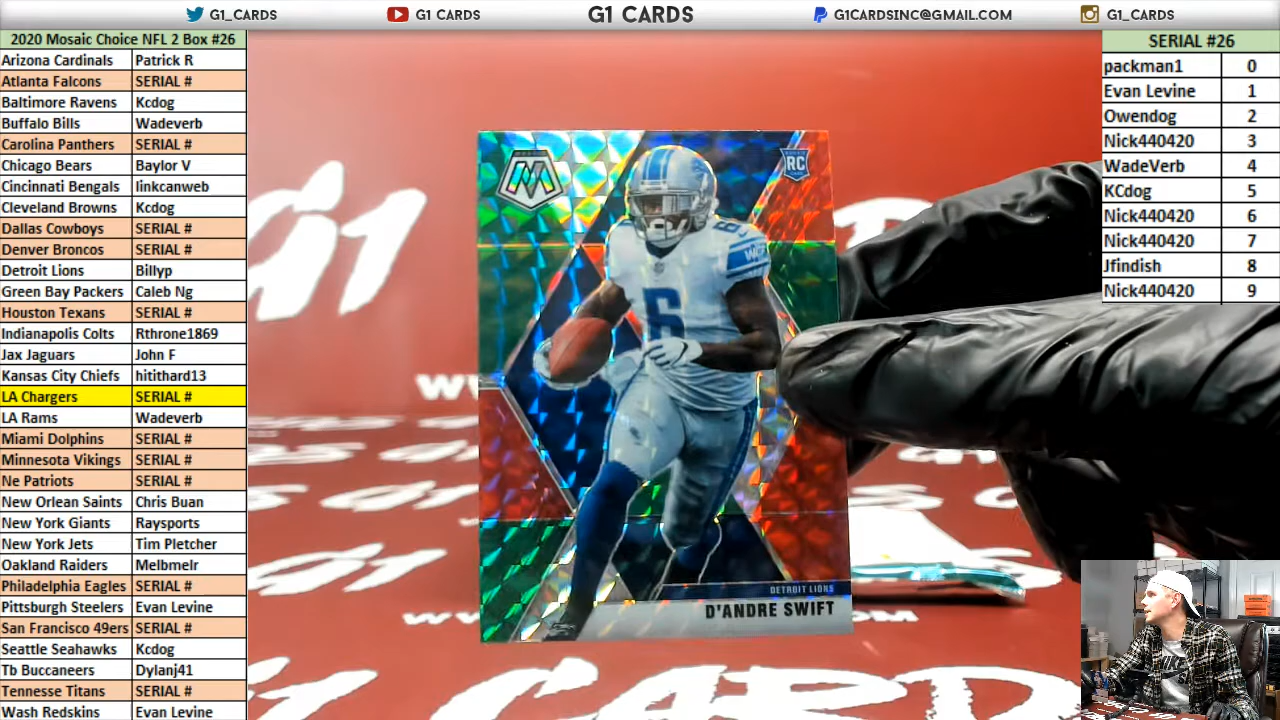 G1_CARDS G1 CARDS G1 CARDS G1CARDSINC@GMAIL.COM G1_CARDS
2020 Mosaic Choice NFL 2 Box #26
Arizona Cardinals Patrick R
Atlanta Falcons SERIAL #
Baltimore Ravens Kcdog
Buffalo Bills Wadeverb
Carolina Panthers SERIAL #
Chicago Bears Baylor V
Cincinnati Bengals linkcanweb
Cleveland Browns Kcdog
Dallas Cowboys SERIAL #
Denver Broncos SERIAL #
Detroit Lions Billyp
Green Bay Packers Caleb Ng
Houston Texans SERIAL #
Indianapolis Colts Rthrone1869
Jax Jaguars John F
Kansas City Chiefs hitithard13
LA Chargers SERIAL #
LA Rams Wadeverb
Miami Dolphins SERIAL #
Minnesota Vikings SERIAL #
Ne Patriots SERIAL #
New Orlean Saints Chris Buan
New York Giants Raysports
New York Jets Tim Pletcher
Oakland Raiders Melbmelr
Philadelphia Eagles SERIAL #
Pittsburgh Steelers Evan Levine
San Francisco 49ers SERIAL #
Seattle Seahawks Kcdog
Tb Buccaneers Dylanj41
Tennesse Titans SERIAL #
Wash Redskins Evan Levine
SERIAL #26
packman1 0
Evan Levine 1
Owendog 2
Nick440420 3
WadeVerb 4
KCdog 5
Nick440420 6
Nick440420 7
Jfindish 8
Nick440420 9
M
RC
6
6
DETROIT LIONS
D'ANDRE SWIFT
G1
G1 CARD
NIKE